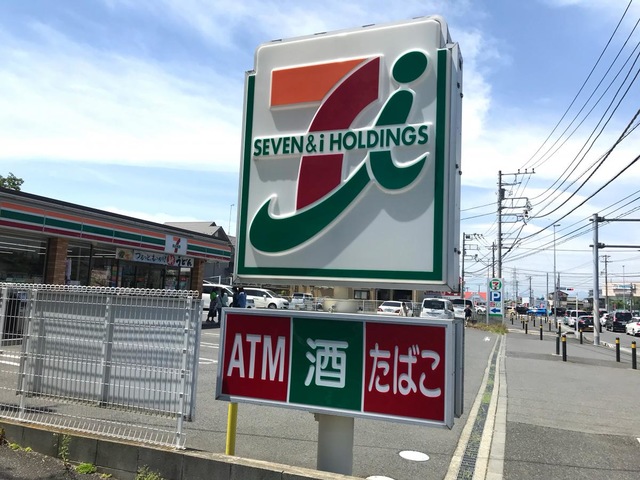 SEVEN&i HOLDINGS
ATM 酒 たばこ
P